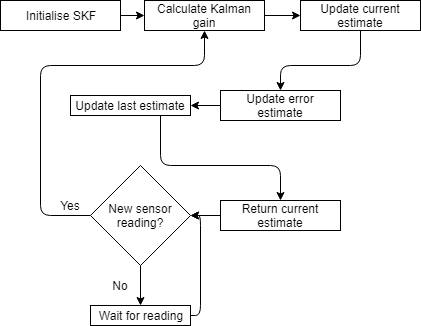 Initialise SKF
Calculate Kalman
gain
Update current
estimate
Update error
estimate
Update last estimate
Return current
estimate
New sensor
reading?
Yes
No
Wait for reading